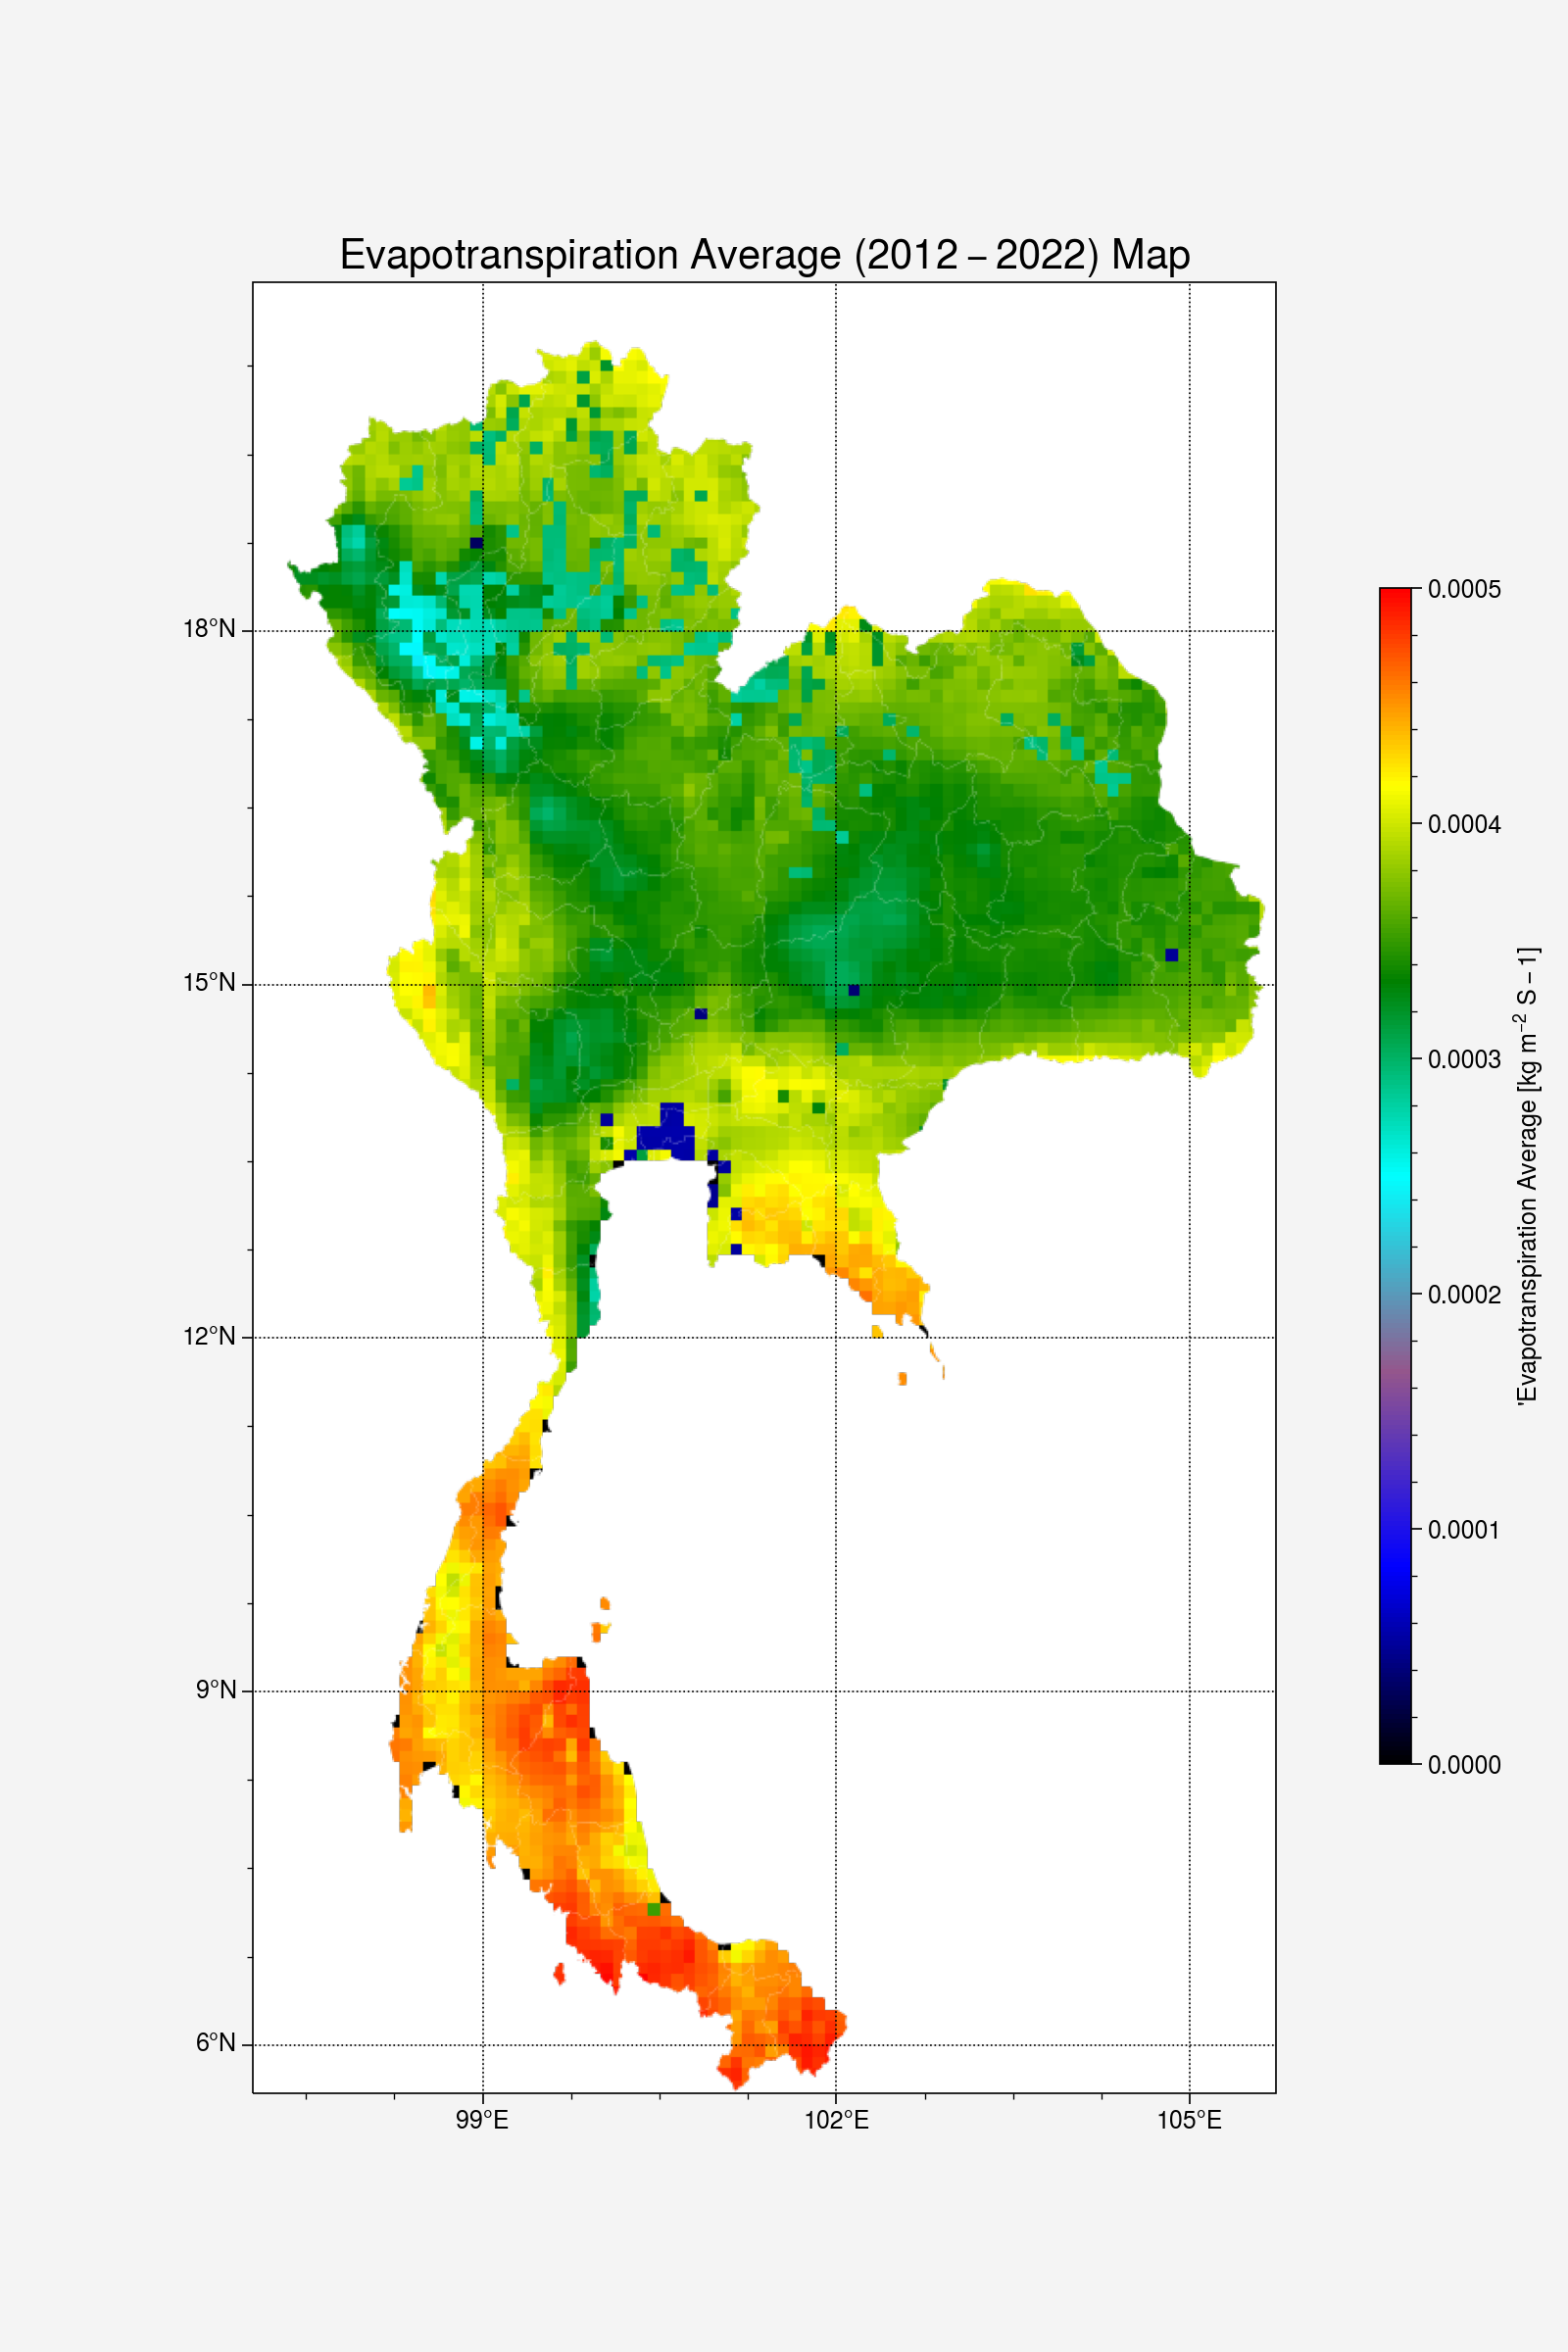 Evapotranspiration Average (2012 – 2022) Map
18°N
15°N
12°N
9°N
6°N
99°E
102°E
105°E
0.0005
0.0004
0.0003
0.0002
0.0001
0.0000
'Evapotranspiration Average [kg m⁻² S − 1]